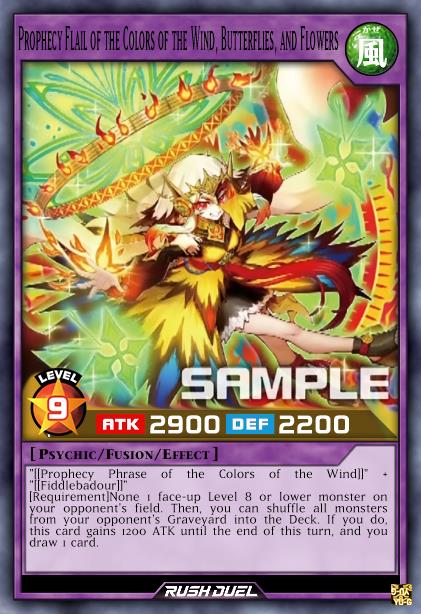 Prophecy Flail of the Colors of the Wind, Butterflies, and Flowers
かぜ
風
SAMPLE
LEVEL
9
ATK 2900 DEF 2200
[ Psychic/Fusion/Effect ]
"[[Prophecy Phrase of the Colors of the Wind]]" +
"[[Fiddlebadour]]"
[Requirement]None 1 face-up Level 8 or lower monster on
your opponent's field. Then, you can shuffle all monsters
from your opponent's Graveyard into the Deck. If you do,
this card gains 1200 ATK until the end of this turn, and you
draw 1 card.
RUSH DUEL